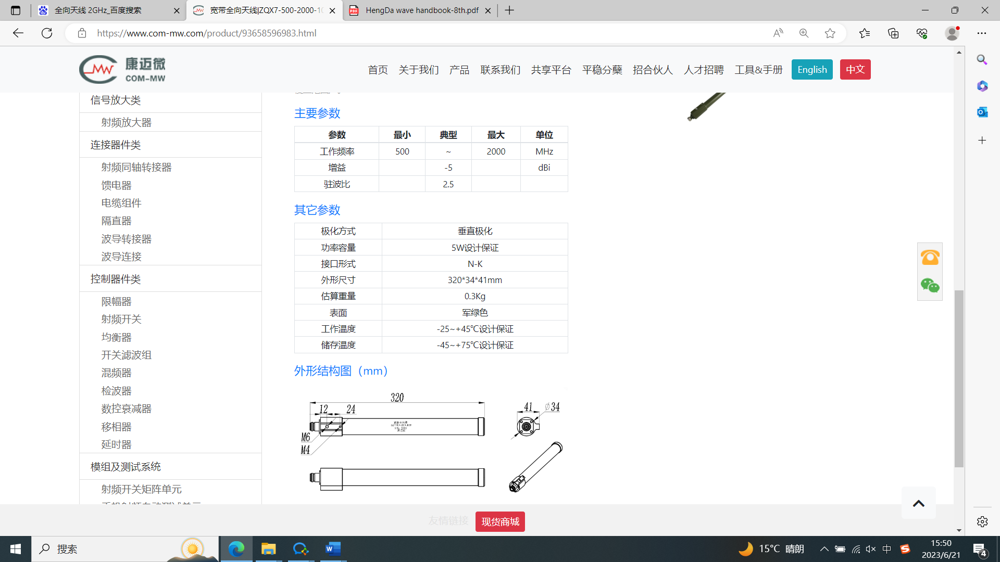 全向天线 2GHz_百度搜索
宽带全向天线|ZQX7-500-2000-10
HengDa wave handbook-8th.pdf
https://www.com-mw.com/product/93658596983.html
康迈微
COM-MW
首页 关于我们 产品 联系我们 共享平台 平稳分蘖 招合伙人 人才招聘 工具&手册 English 中文
信号放大类
射频放大器
连接器件类
射频同轴转接器
馈电器
电缆组件
隔直器
波导转接器
波导连接
控制器件类
限幅器
射频开关
均衡器
开关滤波组
混频器
检波器
数控衰减器
移相器
延时器
模组及测试系统
射频开关矩阵单元
主要参数
参数 最小 典型 最大 单位
工作频率 500 ~ 2000 MHz
增益 -5 dBi
驻波比 2.5
其它参数
极化方式 垂直极化
功率容量 5W设计保证
接口形式 N-K
外形尺寸 320*34*41mm
估算重量 0.3Kg
表面 军绿色
工作温度 -25~+45℃设计保证
储存温度 -45~+75℃设计保证
外形结构图（mm）
320
12 24
M6
M4
41 ∅34
友情链接 现货商城
搜索
15°C 晴朗
中
15:50
2023/6/21
4